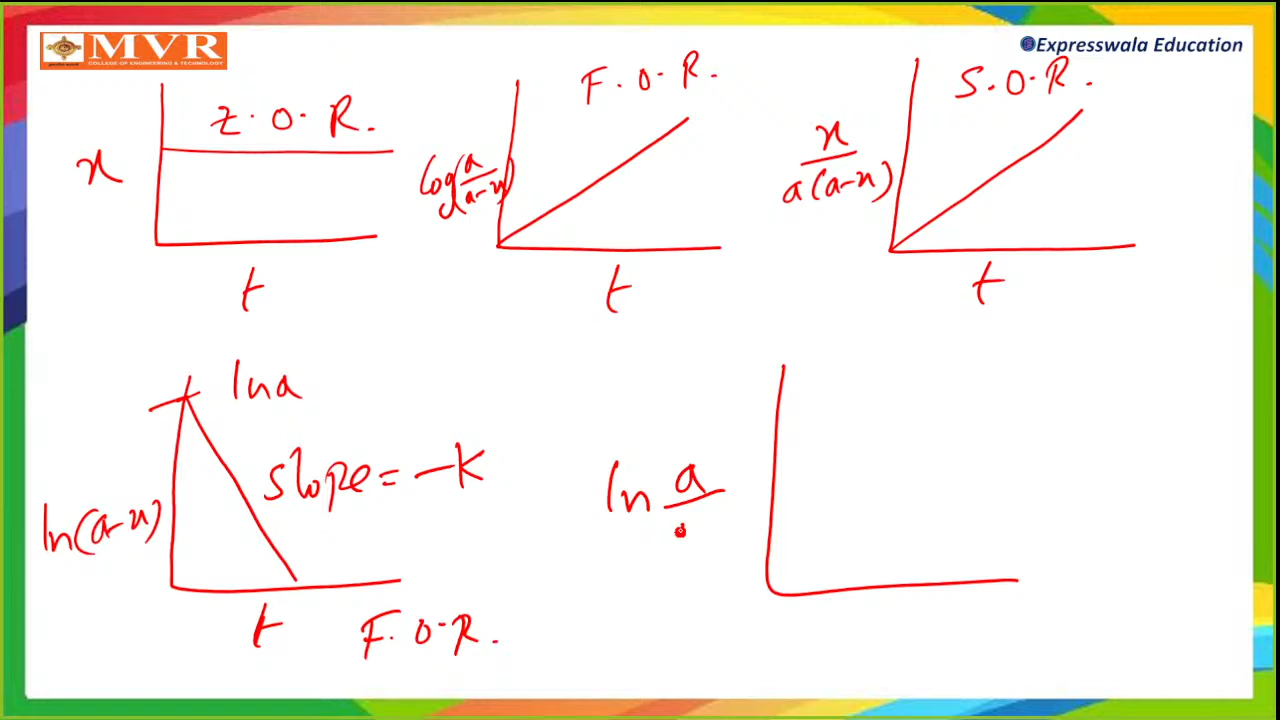 MVR
COLLEGE OF ENGINEERING & TECHNOLOGY
Expresswala Education
Z.O.R.
x
t
F.O.R.
log(a/a-x)
t
S.O.R.
x/a(a-x)
t
ln a
slope = -K
ln(a-x)
t
F.O.R.
ln a